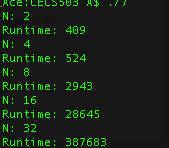 Ace:CECS503 A$ ./7
N: 2
Runtime: 409
N: 4
Runtime: 524
N: 8
Runtime: 2943
N: 16
Runtime: 28645
N: 32
Runtime: 387683